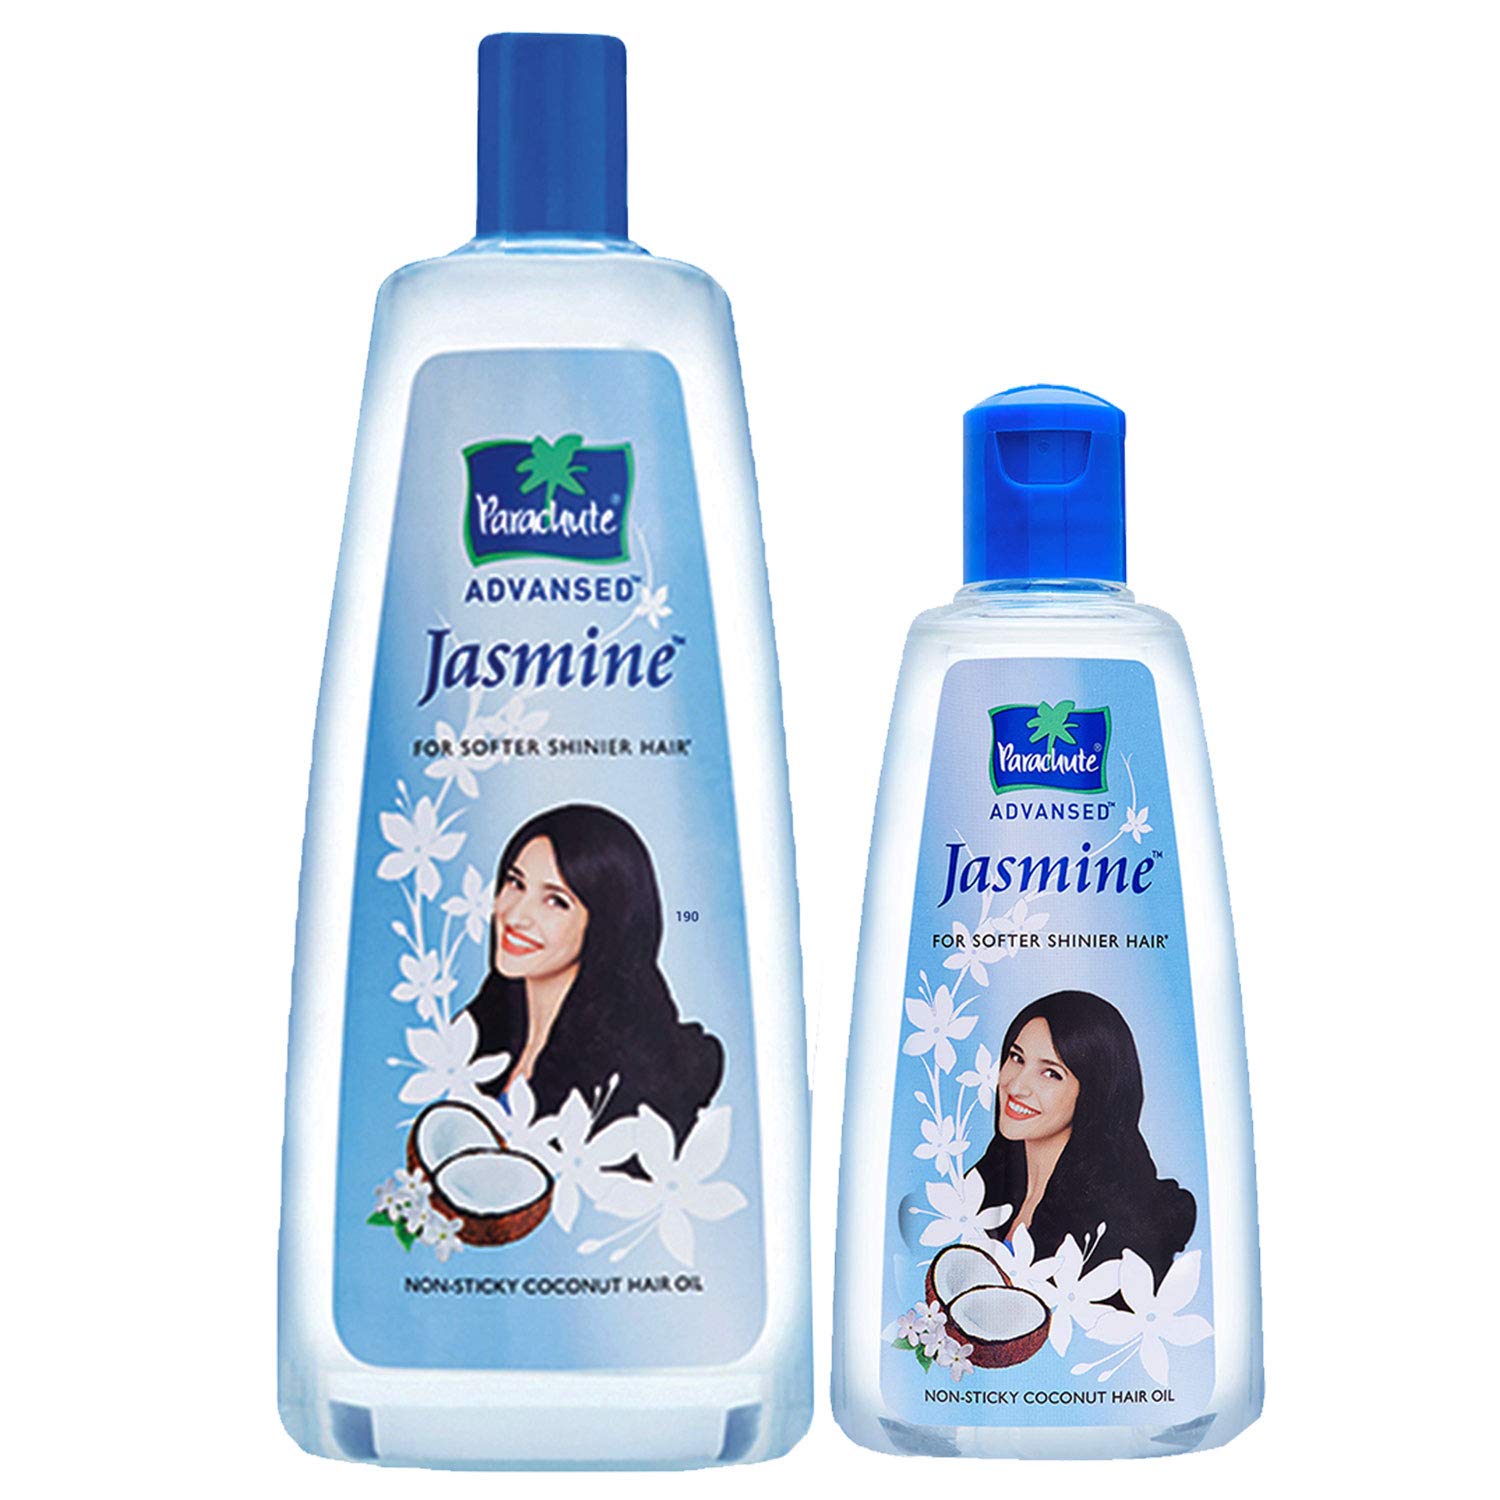 Parachute®
ADVANSED™
Jasmine™
FOR SOFTER SHINIER HAIR*
190
NON-STICKY COCONUT HAIR OIL
Parachute®
ADVANSED™
Jasmine™
FOR SOFTER SHINIER HAIR*
NON-STICKY COCONUT HAIR OIL